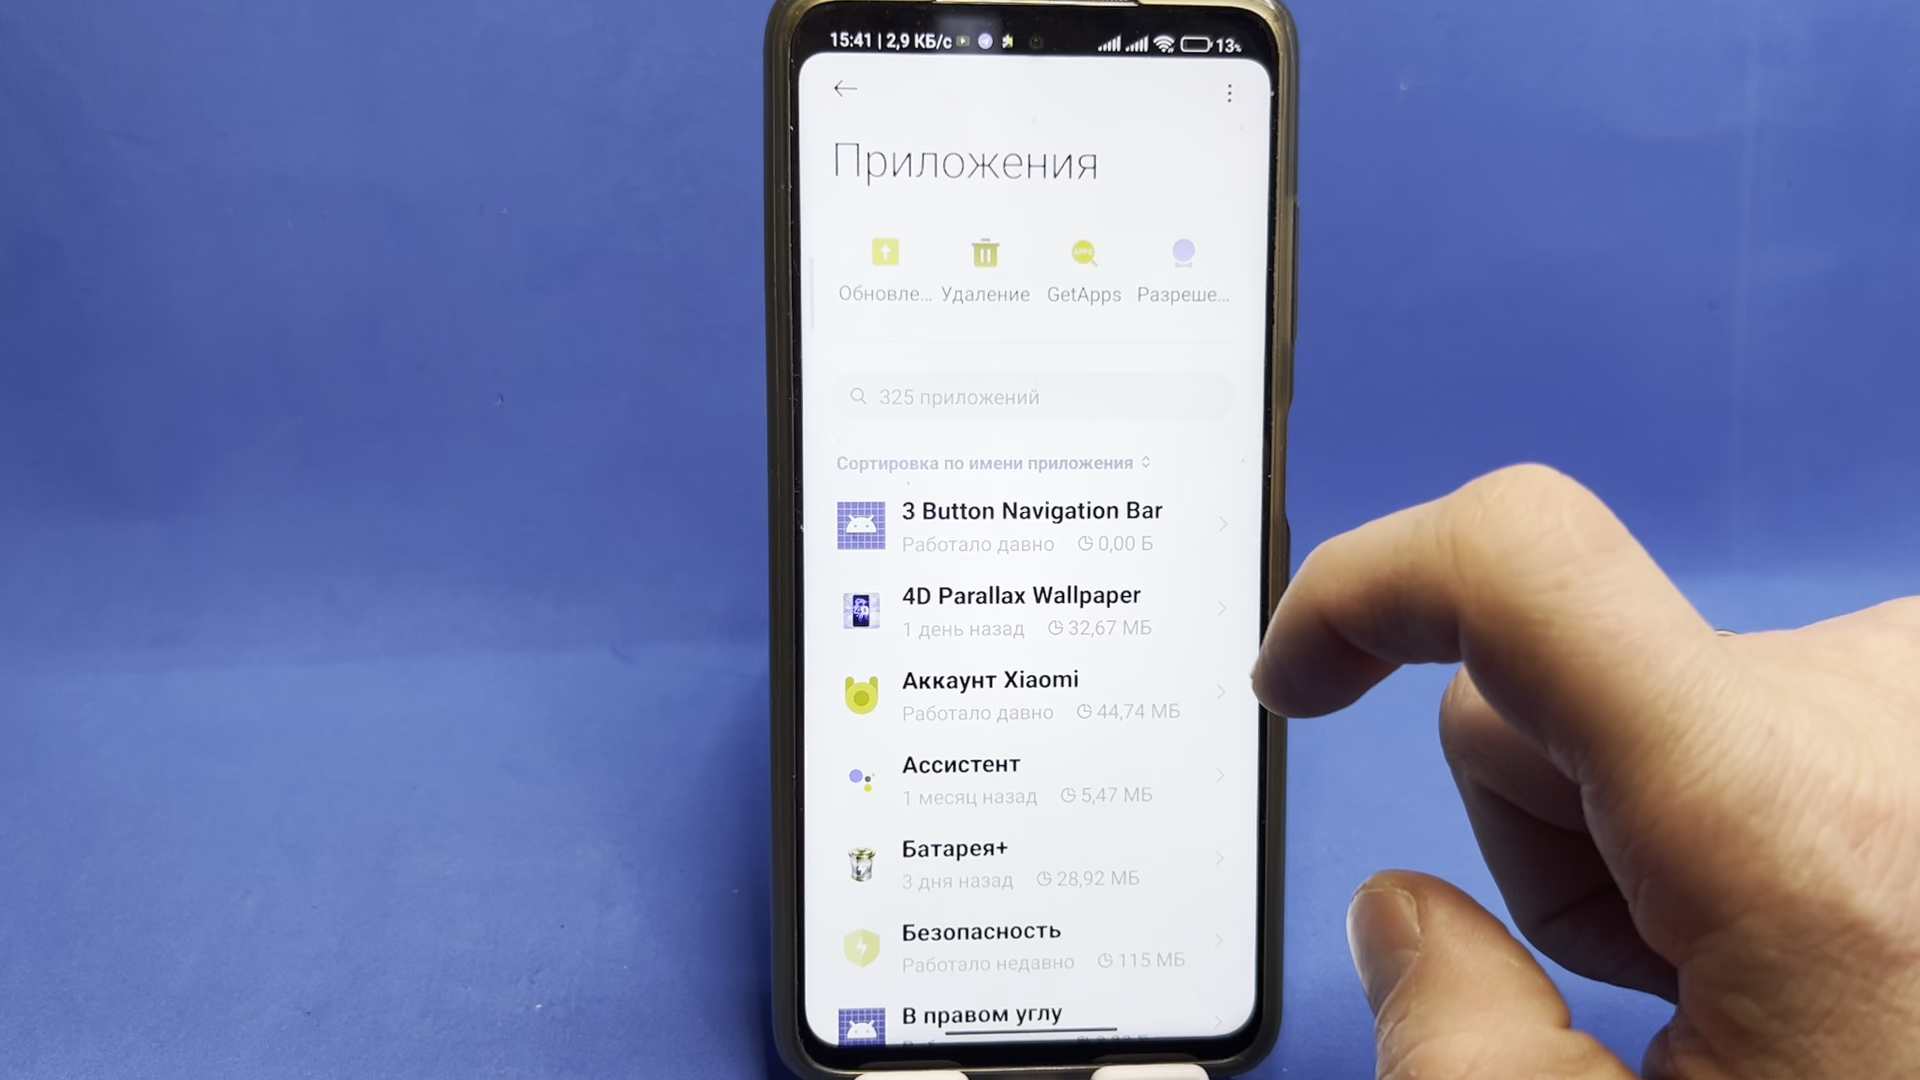 15:41 | 2,9 КБ/с
13%
Приложения
Обновле... Удаление GetApps Разреше...
325 приложений
Сортировка по имени приложения
3 Button Navigation Bar
Работало давно 0,00 Б
4D Parallax Wallpaper
1 день назад 32,67 МБ
Аккаунт Xiaomi
Работало давно 44,74 МБ
Ассистент
1 месяц назад 5,47 МБ
Батарея+
3 дня назад 28,92 МБ
Безопасность
Работало недавно 115 МБ
В правом углу